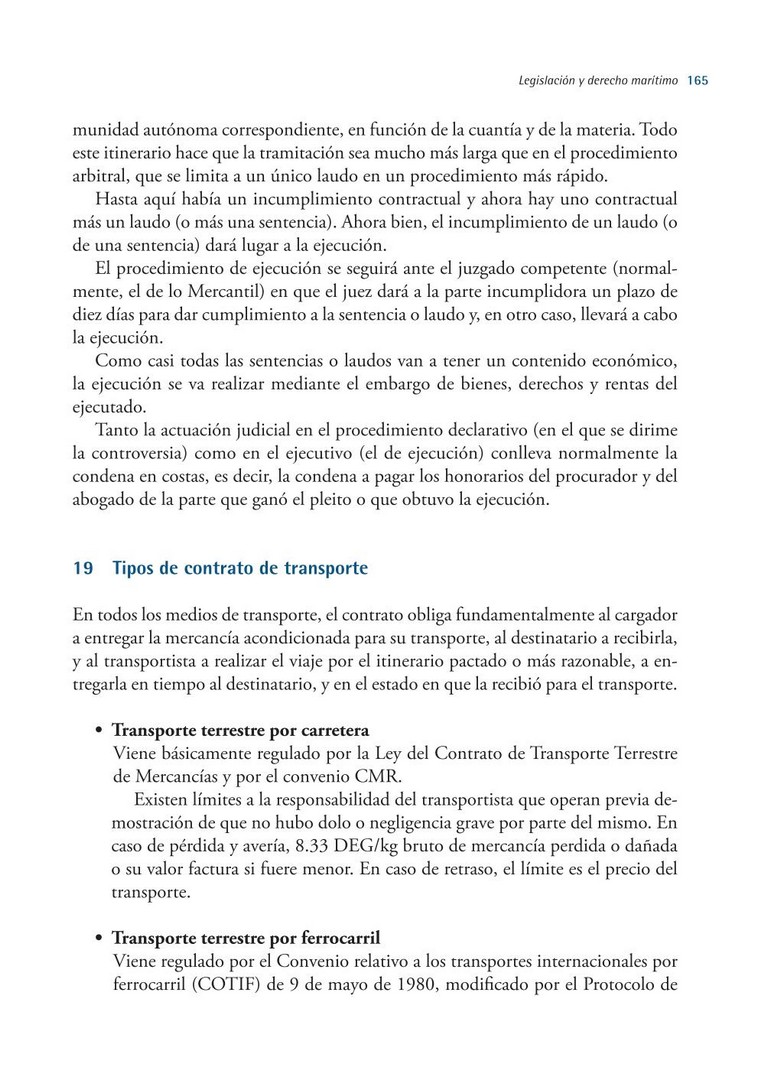 Legislación y derecho marítimo 165
munidad autónoma correspondiente, en función de la cuantía y de la materia. Todo
este itinerario hace que la tramitación sea mucho más larga que en el procedimiento
arbitral, que se limita a un único laudo en un procedimiento más rápido.
Hasta aquí había un incumplimiento contractual y ahora hay uno contractual
más un laudo (o más una sentencia). Ahora bien, el incumplimiento de un laudo (o
de una sentencia) dará lugar a la ejecución.
El procedimiento de ejecución se seguirá ante el juzgado competente (normal-
mente, el de lo Mercantil) en que el juez dará a la parte incumplidora un plazo de
diez días para dar cumplimiento a la sentencia o laudo y, en otro caso, llevará a cabo
la ejecución.
Como casi todas las sentencias o laudos van a tener un contenido económico,
la ejecución se va realizar mediante el embargo de bienes, derechos y rentas del
ejecutado.
Tanto la actuación judicial en el procedimiento declarativo (en el que se dirime
la controversia) como en el ejecutivo (el de ejecución) conlleva normalmente la
condena en costas, es decir, la condena a pagar los honorarios del procurador y del
abogado de la parte que ganó el pleito o que obtuvo la ejecución.
19 Tipos de contrato de transporte
En todos los medios de transporte, el contrato obliga fundamentalmente al cargador
a entregar la mercancía acondicionada para su transporte, al destinatario a recibirla,
y al transportista a realizar el viaje por el itinerario pactado o más razonable, a en-
tregarla en tiempo al destinatario, y en el estado en que la recibió para el transporte.
• Transporte terrestre por carretera
Viene básicamente regulado por la Ley del Contrato de Transporte Terrestre
de Mercancías y por el convenio CMR.
Existen límites a la responsabilidad del transportista que operan previa de-
mostración de que no hubo dolo o negligencia grave por parte del mismo. En
caso de pérdida y avería, 8.33 DEG/kg bruto de mercancía perdida o dañada
o su valor factura si fuere menor. En caso de retraso, el límite es el precio del
transporte.
• Transporte terrestre por ferrocarril
Viene regulado por el Convenio relativo a los transportes internacionales por
ferrocarril (COTIF) de 9 de mayo de 1980, modificado por el Protocolo de